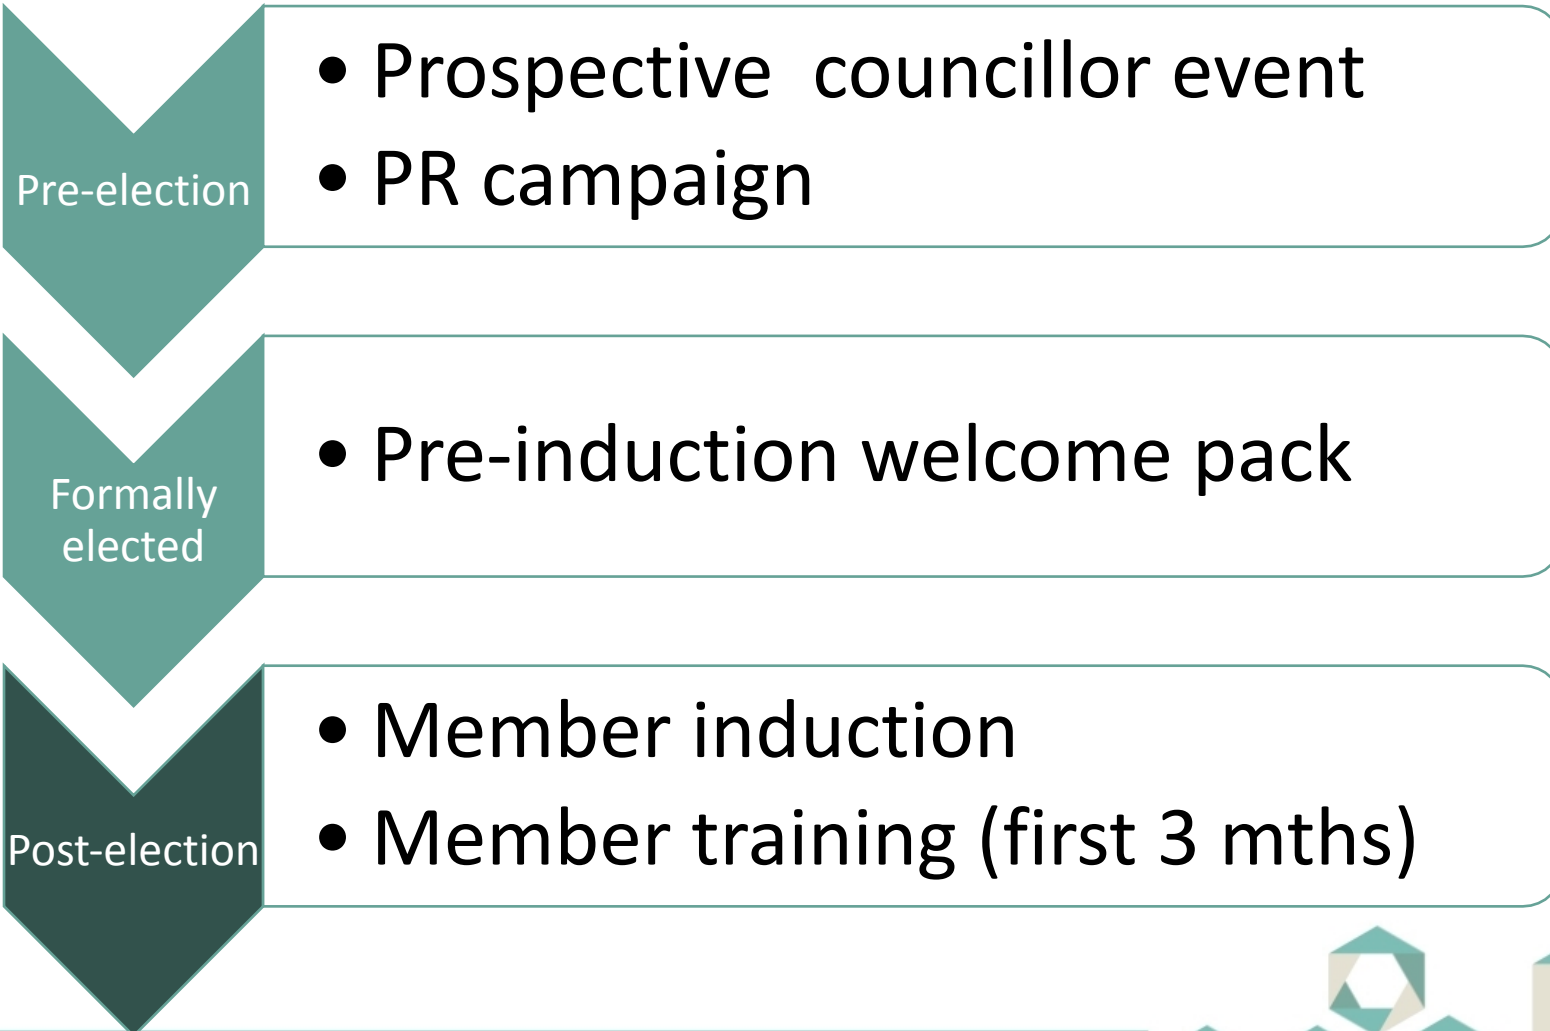 Pre-election
• Prospective  councillor event
• PR campaign
Formally
elected
• Pre-induction welcome pack
Post-election
• Member induction
• Member training (first 3 mths)